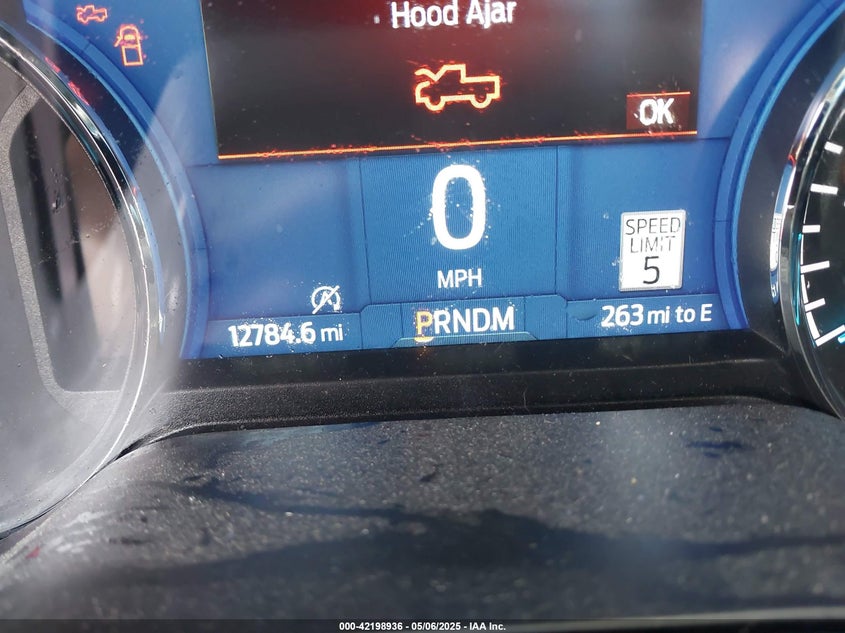 Hood Ajar
OK
0
MPH
SPEED
LIMIT
5
12784.6 mi
PRNDM
263 mi to E
000-42198936 - 05/06/2025 - IAA Inc.